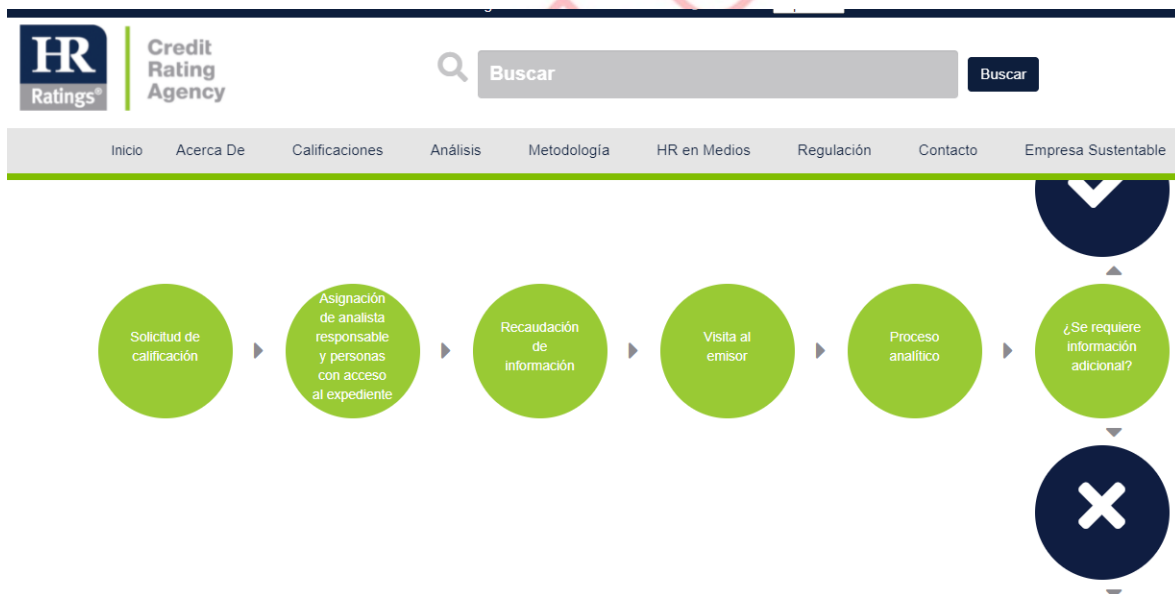 HR
Ratings®
Credit
Rating
Agency
Buscar
Buscar
Inicio Acerca De Calificaciones Análisis Metodología HR en Medios Regulación Contacto Empresa Sustentable
Solicitud de
calificación
Asignación
de analista
responsable
y personas
con acceso
al expediente
Recaudación
de
información
Visita al
emisor
Proceso
analítico
¿Se requiere
información
adicional?